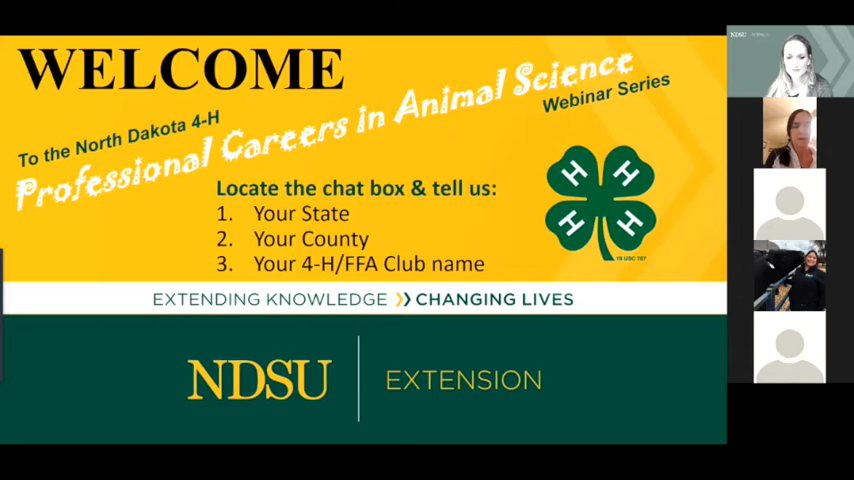 WELCOME
To the North Dakota 4-H
Professional Careers in Animal Science
Webinar Series
Locate the chat box & tell us:
1. Your State
2. Your County
3. Your 4-H/FFA Club name
H H
H H
18 USC 707
EXTENDING KNOWLEDGE CHANGING LIVES
NDSU EXTENSION
NDSU